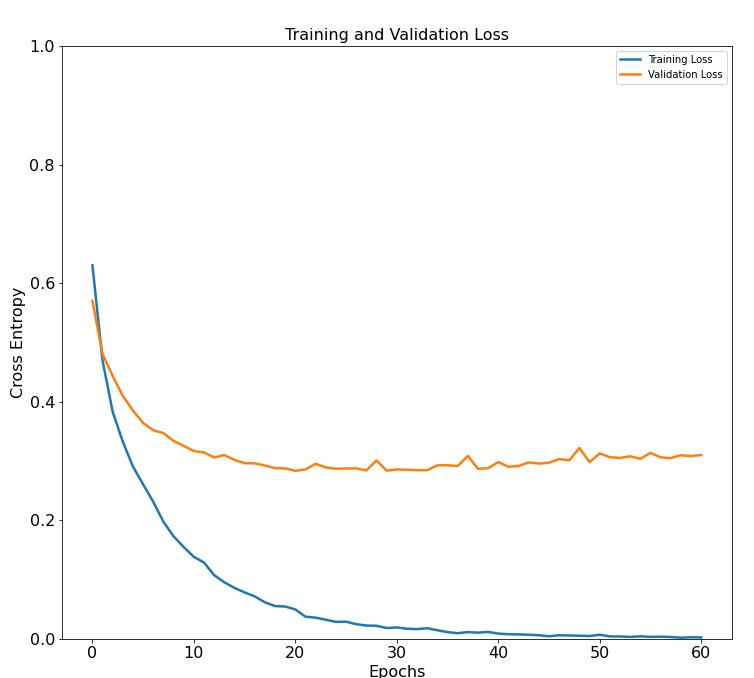 Training and Validation Loss
1.0
Training Loss
Validation Loss
0.8
0.6
Cross Entropy
0.4
0.2
0.0
0 10 20 30 40 50 60
Epochs